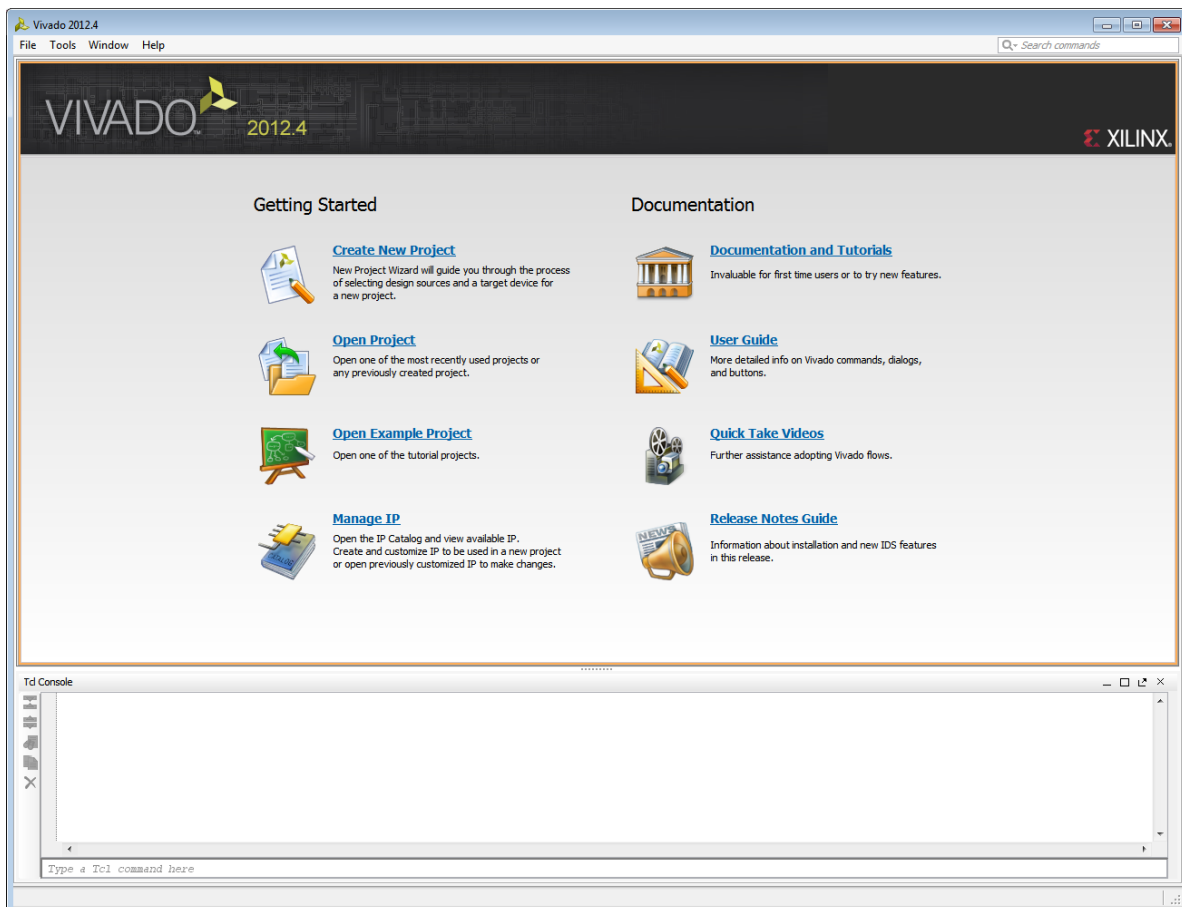 Vivado 2012.4
File Tools Window Help
Search commands
VIVADO™ 2012.4
XILINX®
Getting Started
Create New Project
New Project Wizard will guide you through the process
of selecting design sources and a target device for
a new project.
Open Project
Open one of the most recently used projects or
any previously created project.
Open Example Project
Open one of the tutorial projects.
Manage IP
Open the IP Catalog and view available IP.
Create and customize IP to be used in a new project
or open previously customized IP to make changes.
CATALOG
Documentation
Documentation and Tutorials
Invaluable for first time users or to try new features.
User Guide
More detailed info on Vivado commands, dialogs,
and buttons.
Quick Take Videos
Further assistance adopting Vivado flows.
Release Notes Guide
Information about installation and new IDS features
in this release.
NEWS
Tcl Console
Type a Tcl command here